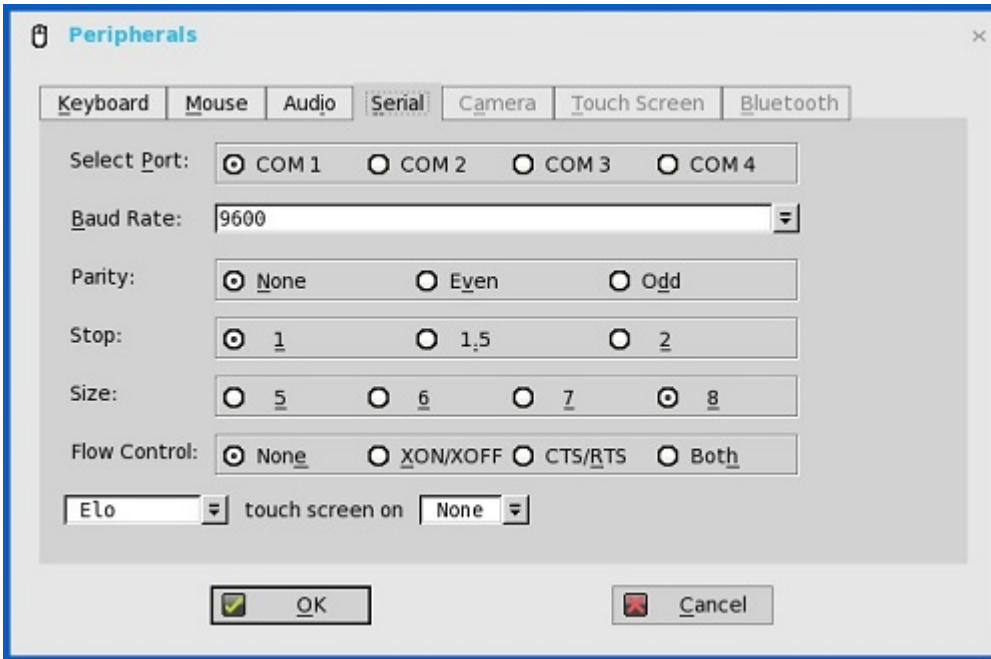 Peripherals
Keyboard Mouse Audio Serial Camera Touch Screen Bluetooth
Select Port: COM 1 COM 2 COM 3 COM 4
Baud Rate: 9600
Parity: None Even Odd
Stop: 1 1.5 2
Size: 5 6 7 8
Flow Control: None XON/XOFF CTS/RTS Both
Elo touch screen on None
OK Cancel